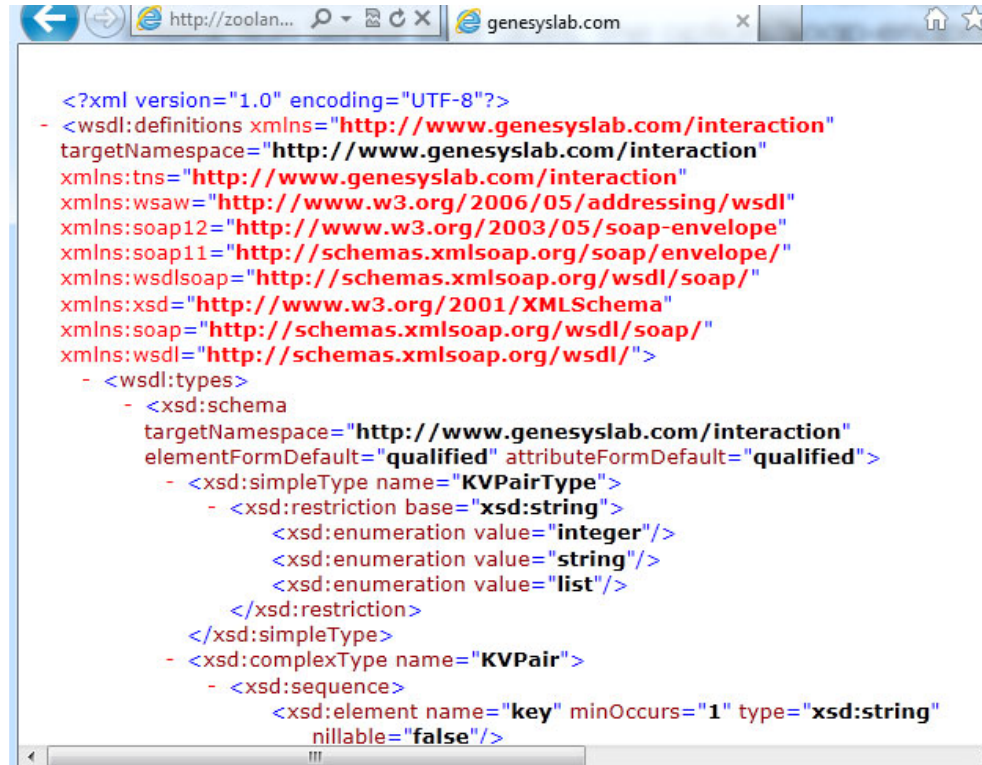 http://zoolan...
genesyslab.com
<?xml version="1.0" encoding="UTF-8"?>
- <wsdl:definitions xmlns="http://www.genesyslab.com/interaction"
targetNamespace="http://www.genesyslab.com/interaction"
xmlns:tns="http://www.genesyslab.com/interaction"
xmlns:wsaw="http://www.w3.org/2006/05/addressing/wsdl"
xmlns:soap12="http://www.w3.org/2003/05/soap-envelope"
xmlns:soap11="http://schemas.xmlsoap.org/soap/envelope/"
xmlns:wsdlsoap="http://schemas.xmlsoap.org/wsdl/soap/"
xmlns:xsd="http://www.w3.org/2001/XMLSchema"
xmlns:soap="http://schemas.xmlsoap.org/wsdl/soap/"
xmlns:wsdl="http://schemas.xmlsoap.org/wsdl/">
- <wsdl:types>
- <xsd:schema
targetNamespace="http://www.genesyslab.com/interaction"
elementFormDefault="qualified" attributeFormDefault="qualified">
- <xsd:simpleType name="KVPairType">
- <xsd:restriction base="xsd:string">
<xsd:enumeration value="integer"/>
<xsd:enumeration value="string"/>
<xsd:enumeration value="list"/>
</xsd:restriction>
</xsd:simpleType>
- <xsd:complexType name="KVPair">
- <xsd:sequence>
<xsd:element name="key" minOccurs="1" type="xsd:string"
nillable="false"/>